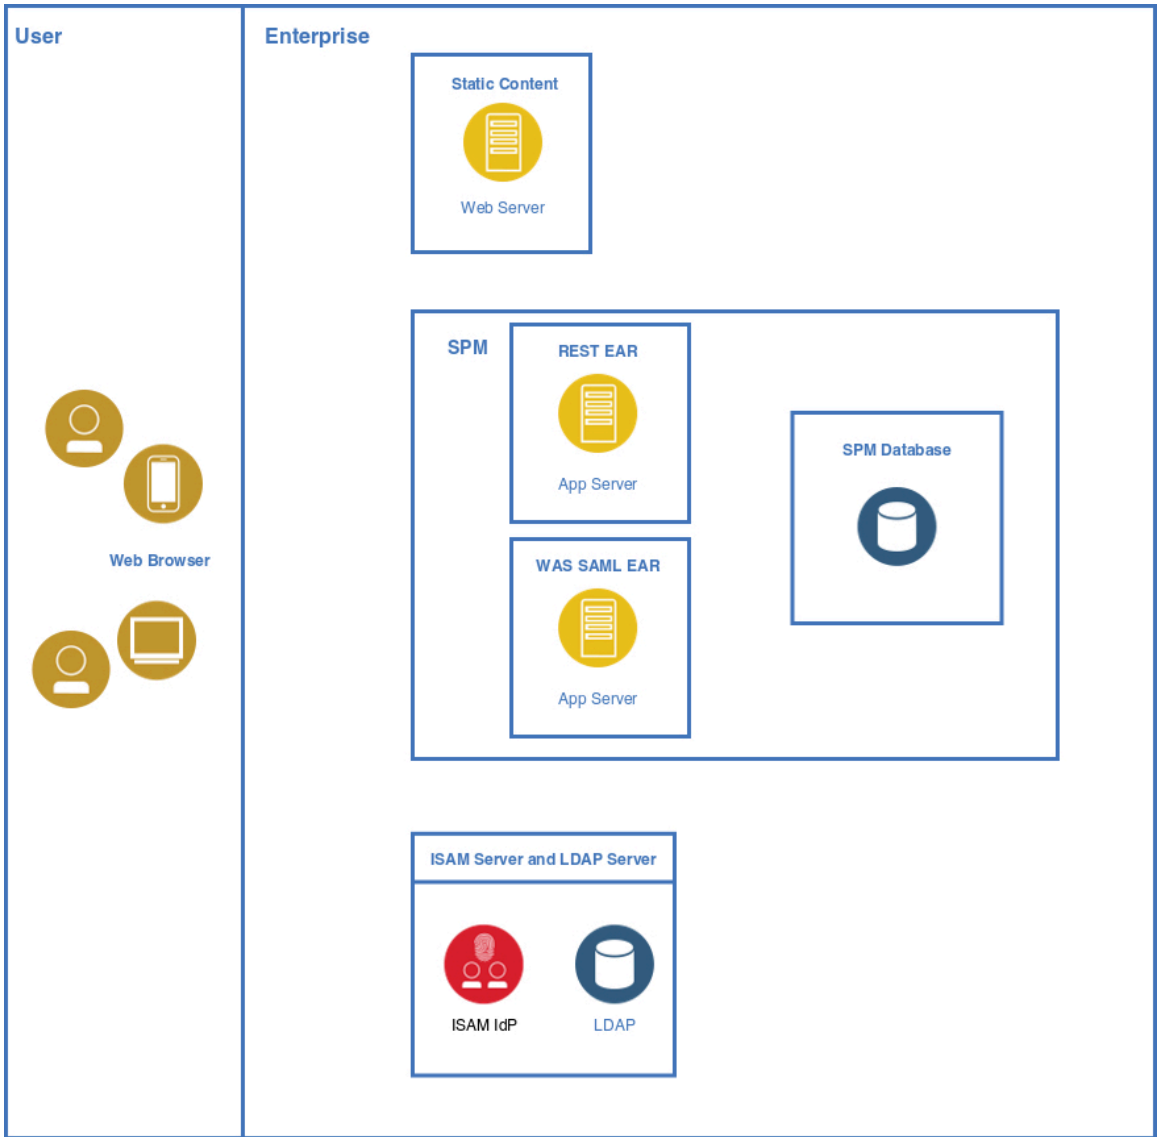 User
Enterprise
Static Content
Web Server
SPM
REST EAR
App Server
SPM Database
WAS SAML EAR
App Server
Web Browser
ISAM Server and LDAP Server
ISAM IdP
LDAP